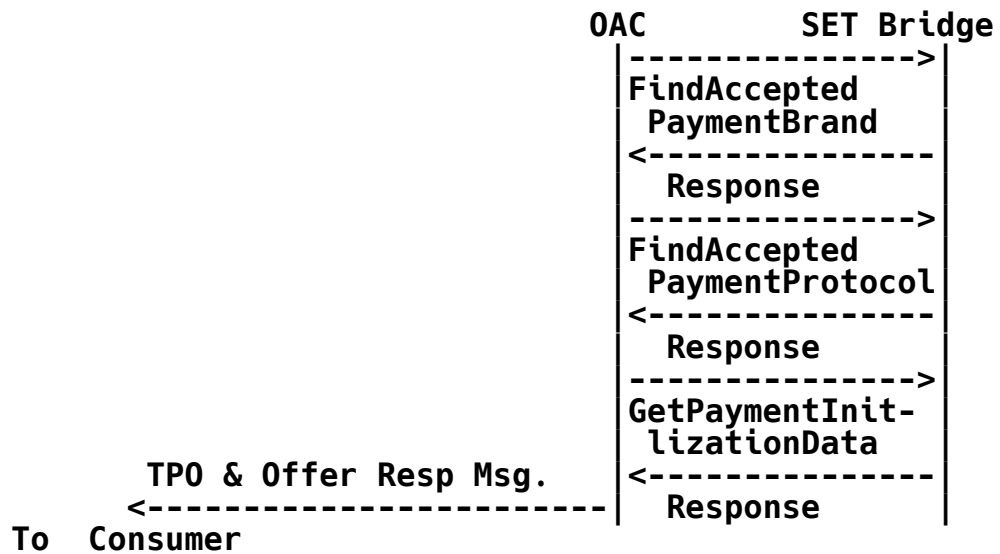 OAC        SET Bridge
|--------------->|
|FindAccepted    |
| PaymentBrand   |
|<---------------|
|  Response      |
|--------------->|
|FindAccepted    |
| PaymentProtocol|
|<---------------|
|  Response      |
|--------------->|
|GetPaymentInit- |
| lizationData   |
TPO & Offer Resp Msg.   |<---------------|
<------------------------|  Response      |
To  Consumer